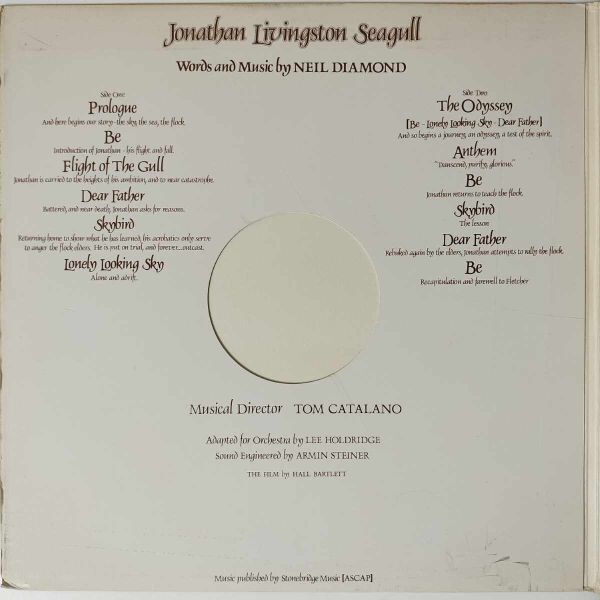 Jonathan Livingston Seagull
Words and Music by NEIL DIAMOND
Side One
Prologue
And here begins our story - the sky, the sea, the flock.
Be
Introduction of Jonathan - his flight and fall.
Flight of The Gull
Jonathan is carried to the heights of his ambition, and to near catastrophe.
Dear Father
Battered, and near death, Jonathan asks for reasons.
Skybird
Returning home to show what he has learned, his acrobatics only serve
to anger the flock elders. He is put on trial, and forever....outcast.
Lonely Looking Sky
Alone and adrift.
Side Two
The Odyssey
[Be - Lonely Looking Sky - Dear Father]
And so begins a journey, an odyssey, a test of the spirit.
Anthem
"Transcend, purify, glorious."
Be
Jonathan returns to teach the flock.
Skybird
The lesson
Dear Father
Rebuked again by the elders, Jonathan attempts to rally the flock.
Be
Recapitulation and farewell to Fletcher
Musical Director TOM CATALANO
Adapted for Orchestra by LEE HOLDRIDGE
Sound Engineered by ARMIN STEINER
THE FILM by HALL BARTLETT
Music published by Stonebridge Music [ASCAP]